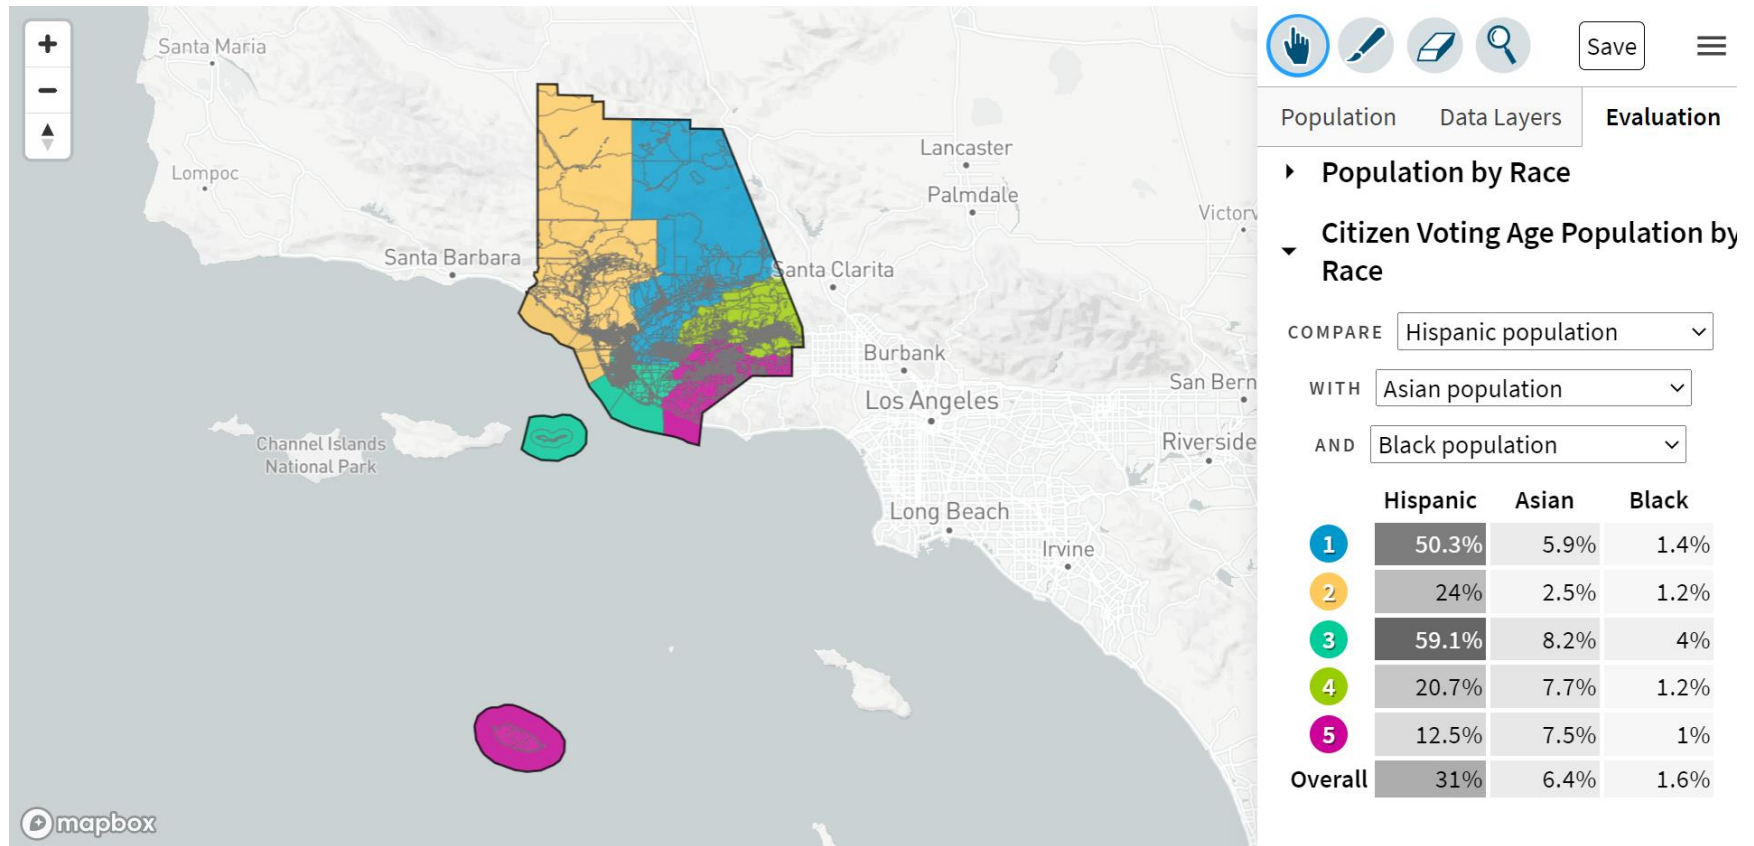 Santa Maria
Lompoc
Santa Barbara
Lancaster
Palmdale
Victorv
Santa Clarita
Burbank
Los Angeles
San Bern
Riverside
Channel Islands
National Park
Long Beach
Irvine
mapbox
Save
Population Data Layers Evaluation
Population by Race
Citizen Voting Age Population by
Race
COMPARE Hispanic population
WITH Asian population
AND Black population
Hispanic Asian Black
1 50.3% 5.9% 1.4%
2 24% 2.5% 1.2%
3 59.1% 8.2% 4%
4 20.7% 7.7% 1.2%
5 12.5% 7.5% 1%
Overall 31% 6.4% 1.6%